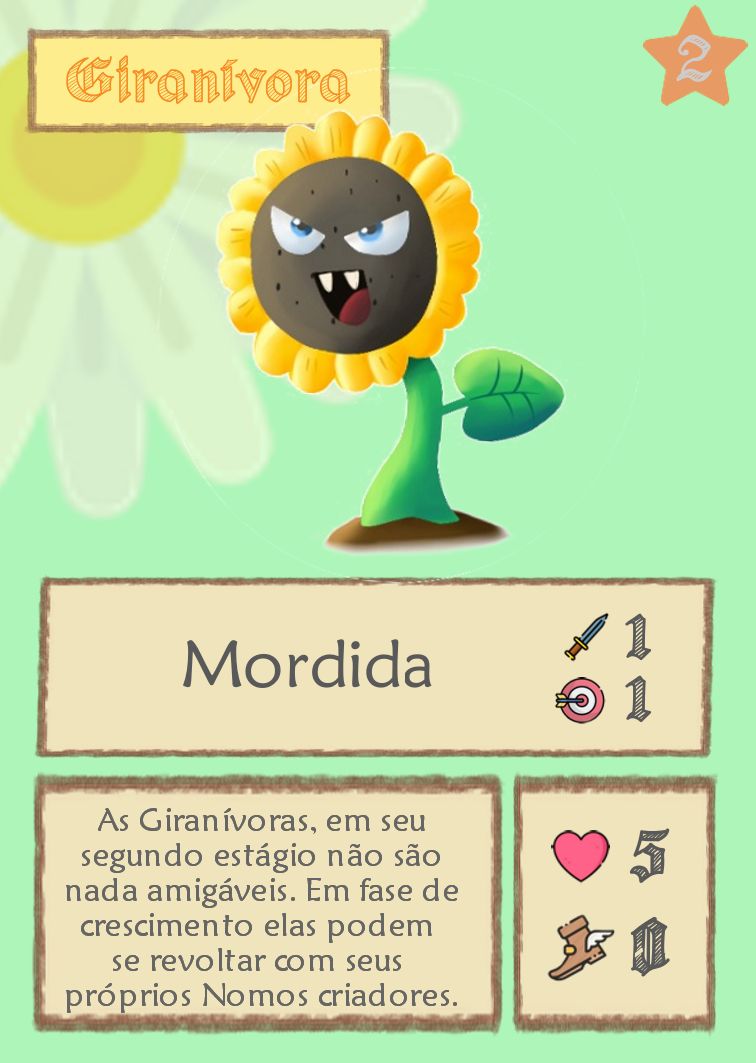 Giranívora
2
Mordida
1
1
As Giranívoras, em seu
segundo estágio não são
nada amigáveis. Em fase de
crescimento elas podem
se revoltar com seus
próprios Nomos criadores.
5
0